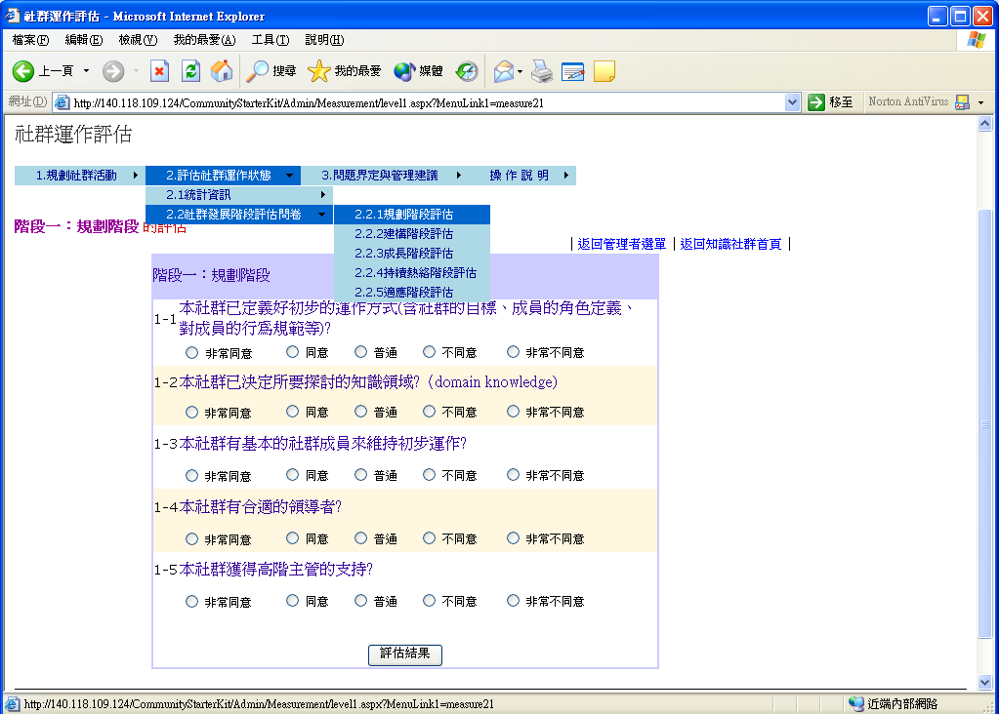 社群運作評估 - Microsoft Internet Explorer
檔案(F) 編輯(E) 檢視(V) 我的最愛(A) 工具(T) 說明(H)
上一頁 搜尋 我的最愛 媒體
網址(D) http://140.118.109.124/CommunityStarterKit/Admin/Measurement/level1.aspx?MenuLink1=measure21 移至 Norton AntiVirus
社群運作評估
1.規劃社群活動 2.評估社群運作狀態 3.問題界定與管理建議 操 作 說 明
2.1統計資訊
2.2社群發展階段評估問卷 2.2.1規劃階段評估
階段一：規劃階段 的評估
2.2.2建構階段評估
| 返回管理者選單 | 返回知識社群首頁 |
2.2.3成長階段評估
階段一：規劃階段 2.2.4持續熱絡階段評估
2.2.5適應階段評估
1-1 本社群已定義好初步的運作方式(含社群的目標、成員的角色定義、
對成員的行為規範等)?
非常同意 同意 普通 不同意 非常不同意
1-2 本社群已決定所要探討的知識領域?（domain knowledge）
非常同意 同意 普通 不同意 非常不同意
1-3 本社群有基本的社群成員來維持初步運作?
非常同意 同意 普通 不同意 非常不同意
1-4 本社群有合適的領導者?
非常同意 同意 普通 不同意 非常不同意
1-5 本社群獲得高階主管的支持?
非常同意 同意 普通 不同意 非常不同意
評估結果
http://140.118.109.124/CommunityStarterKit/Admin/Measurement/level1.aspx?MenuLink1=measure21 近端內部網路